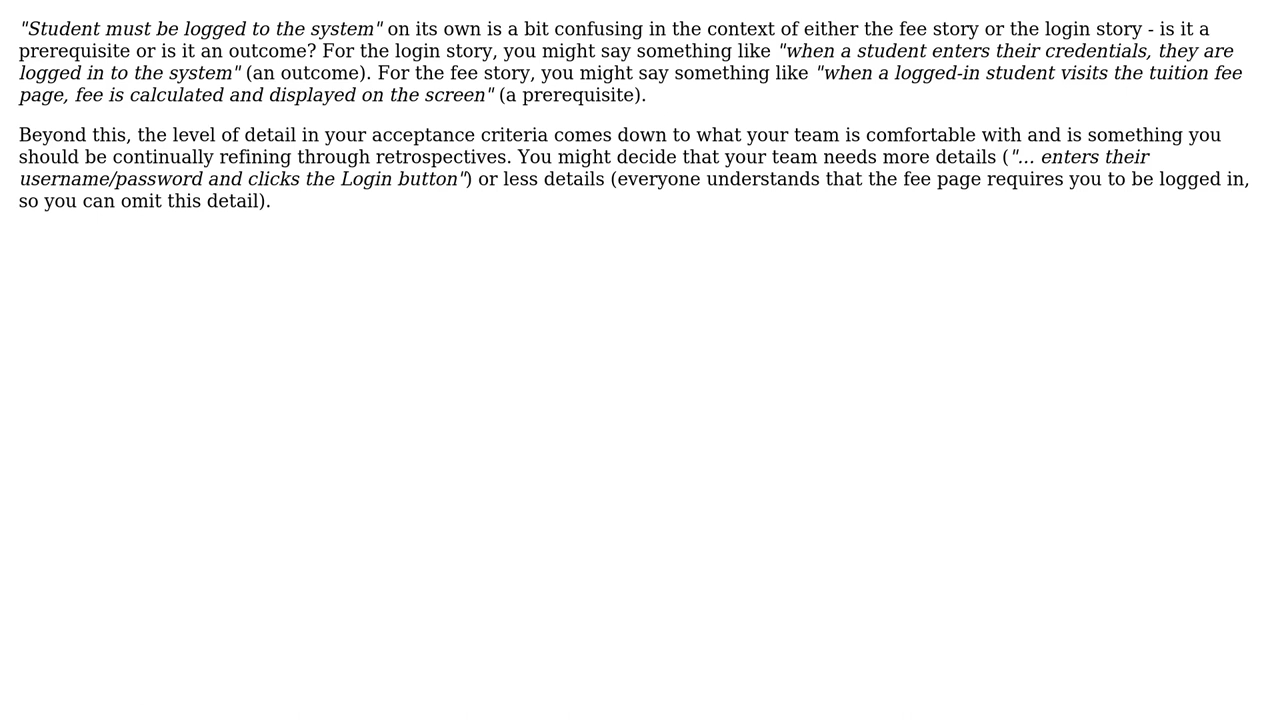 "Student must be logged to the system" on its own is a bit confusing in the context of either the fee story or the login story - is it a
prerequisite or is it an outcome? For the login story, you might say something like "when a student enters their credentials, they are
logged in to the system" (an outcome). For the fee story, you might say something like "when a logged-in student visits the tuition fee
page, fee is calculated and displayed on the screen" (a prerequisite).
Beyond this, the level of detail in your acceptance criteria comes down to what your team is comfortable with and is something you
should be continually refining through retrospectives. You might decide that your team needs more details ("... enters their
username/password and clicks the Login button") or less details (everyone understands that the fee page requires you to be logged in,
so you can omit this detail).